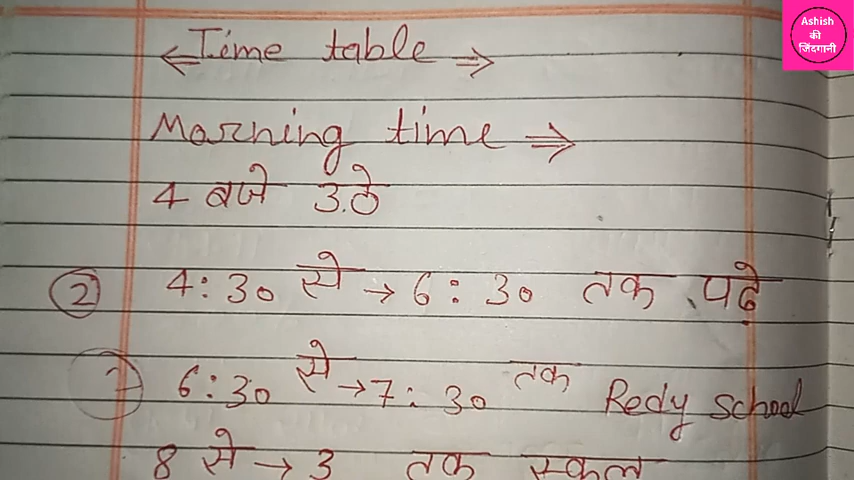 Ashish
की
जिंदगानी
Time table
Morning time ⇒
4 बजे उठे
② 4:30 से → 6:30 तक पढ़े
6:30 से → 7:30 तक Redy school
8 से → 3 तक स्कूल